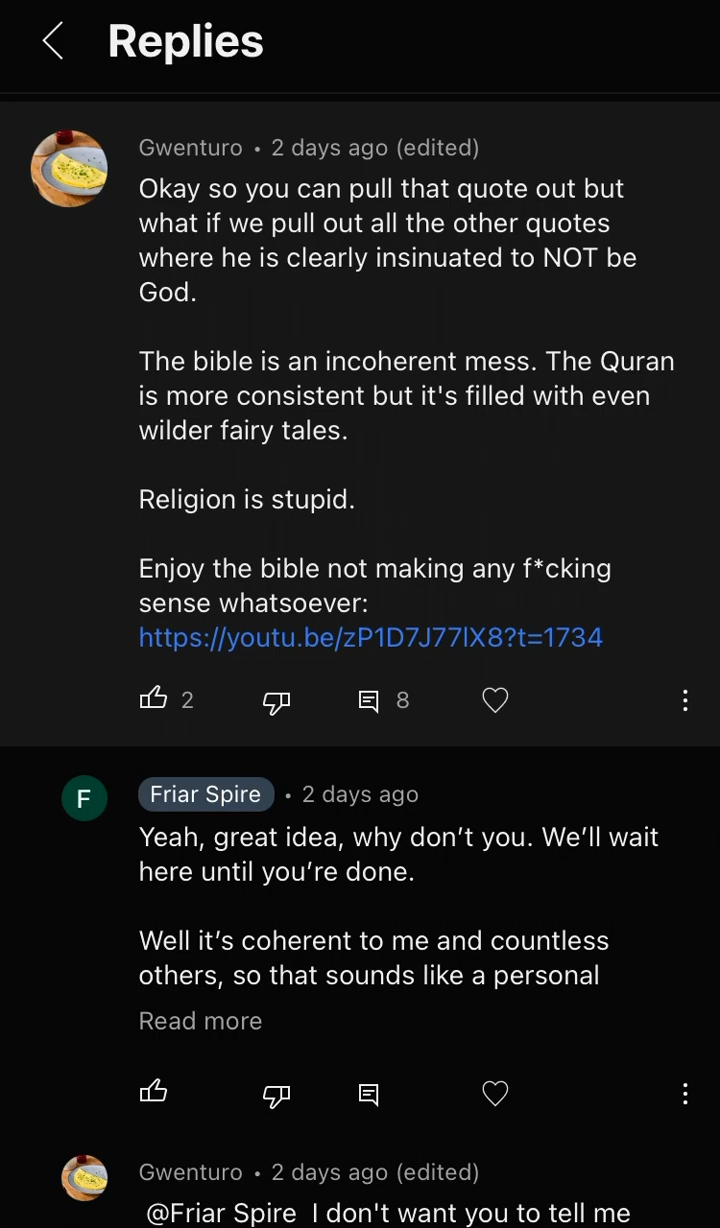 Replies
Gwenturo • 2 days ago (edited)
Okay so you can pull that quote out but
what if we pull out all the other quotes
where he is clearly insinuated to NOT be
God.
The bible is an incoherent mess. The Quran
is more consistent but it's filled with even
wilder fairy tales.
Religion is stupid.
Enjoy the bible not making any f*cking
sense whatsoever:
https://youtu.be/zP1D7J77lX8?t=1734
2 8
F Friar Spire • 2 days ago
Yeah, great idea, why don’t you. We’ll wait
here until you’re done.
Well it’s coherent to me and countless
others, so that sounds like a personal
Read more
Gwenturo • 2 days ago (edited)
@Friar Spire I don't want you to tell me